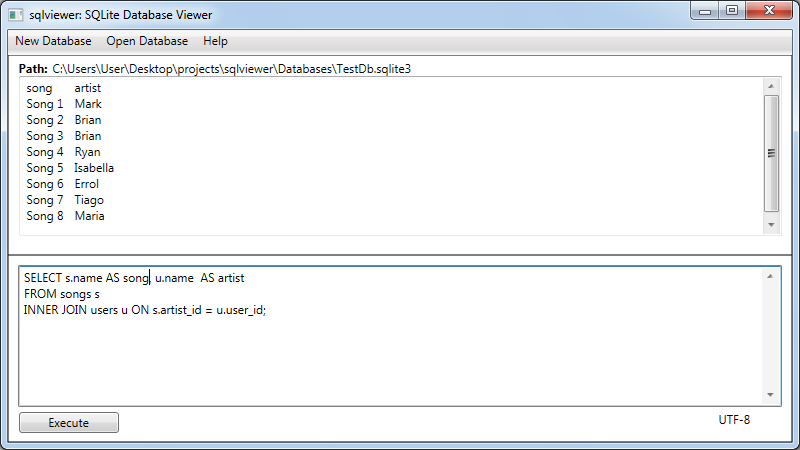 sqlviewer: SQLite Database Viewer
New Database Open Database Help
Path: C:\Users\User\Desktop\projects\sqlviewer\Databases\TestDb.sqlite3
song artist
Song 1 Mark
Song 2 Brian
Song 3 Brian
Song 4 Ryan
Song 5 Isabella
Song 6 Errol
Song 7 Tiago
Song 8 Maria
SELECT s.name AS song, u.name  AS artist
FROM songs s
INNER JOIN users u ON s.artist_id = u.user_id;
Execute
UTF-8